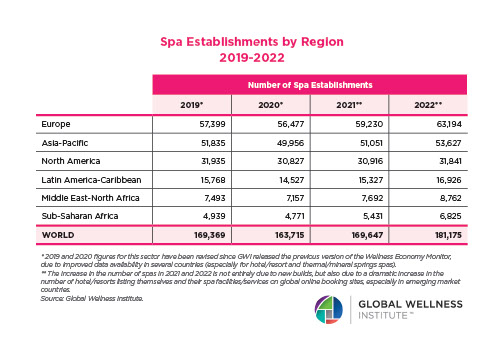 Spa Establishments by Region
2019-2022
Number of Spa Establishments
2019* 2020* 2021** 2022**
Europe 57,399 56,477 59,230 63,194
Asia-Pacific 51,835 49,956 51,051 53,627
North America 31,935 30,827 30,916 31,841
Latin America-Caribbean 15,768 14,527 15,327 16,926
Middle East-North Africa 7,493 7,157 7,692 8,762
Sub-Saharan Africa 4,939 4,771 5,431 6,825
WORLD 169,369 163,715 169,647 181,175
* 2019 and 2020 figures for this sector have been revised since GWI released the previous version of the Wellness Economy Monitor,
due to improved data availability in several countries (especially for hotel/resort and thermal/mineral springs spas).
** The increase in the number of spas in 2021 and 2022 is not entirely due to new builds, but also due to a dramatic increase in the
number of hotel/resorts listing themselves and their spa facilities/services on global online booking sites, especially in emerging market
countries.
Source: Global Wellness Institute.
GLOBAL WELLNESS
INSTITUTE™